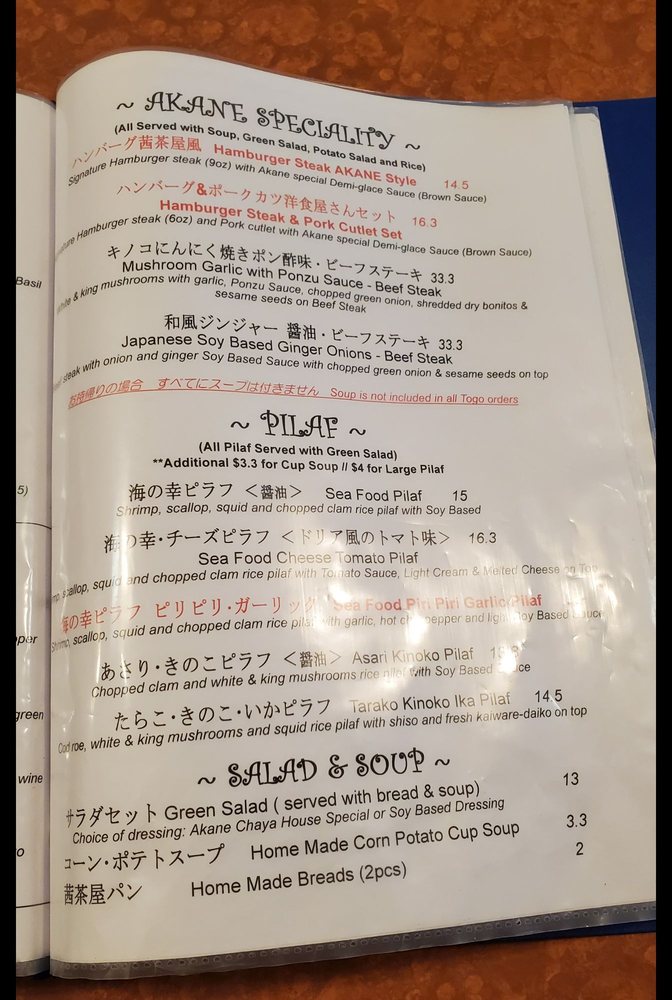 ~ AKANE SPECIALITY ~
(All Served with Soup, Green Salad, Potato Salad and Rice)
ハンバーグ茜茶屋風 Hamburger Steak AKANE Style 14.5
Signature Hamburger steak (9oz) with Akane special Demi-glace Sauce (Brown Sauce)
ハンバーグ&ポークカツ洋食屋さんセット 16.3
Hamburger Steak & Pork Cutlet Set
Hamburger steak (6oz) and Pork cutlet with Akane special Demi-glace Sauce (Brown Sauce)
キノコにんにく焼きポン酢味・ビーフステーキ 33.3
Mushroom Garlic with Ponzu Sauce - Beef Steak
White & king mushrooms with garlic, Ponzu Sauce, chopped green onion, shredded dry bonitos &
sesame seeds on Beef Steak
和風ジンジャー 醤油・ビーフステーキ 33.3
Japanese Soy Based Ginger Onions - Beef Steak
steak with onion and ginger Soy Based Sauce with chopped green onion & sesame seeds on top
お持帰りの場合 すべてにスープは付きません Soup is not included in all Togo orders
~ PILAF ~
(All Pilaf Served with Green Salad)
**Additional $3.3 for Cup Soup // $4 for Large Pilaf
海の幸ピラフ ＜醤油＞ Sea Food Pilaf 15
Shrimp, scallop, squid and chopped clam rice pilaf with Soy Based
海の幸・チーズピラフ ＜ドリア風のトマト味＞ 16.3
Sea Food Cheese Tomato Pilaf
scallop, squid and chopped clam rice pilaf with Tomato Sauce, Light Cream & Melted Cheese on Top
海の幸ピラフ ピリピリ・ガーリック Sea Food Piri Piri Garlic Pilaf
Shrimp, scallop, squid and chopped clam rice pilaf with garlic, hot chili pepper and light Soy Based Sauce
あさり・きのこピラフ ＜醤油＞ Asari Kinoko Pilaf
Chopped clam and white & king mushrooms rice pilaf with Soy Based Sauce
たらこ・きのこ・いかピラフ Tarako Kinoko Ika Pilaf 14.5
Cod roe, white & king mushrooms and squid rice pilaf with shiso and fresh kaiware-daiko on top
~ SALAD & SOUP ~
サラダセット Green Salad ( served with bread & soup) 13
Choice of dressing: Akane Chaya House Special or Soy Based Dressing
コーン・ポテトスープ Home Made Corn Potato Cup Soup 3.3
茜茶屋パン Home Made Breads (2pcs) 2
Basil
5)
green
wine